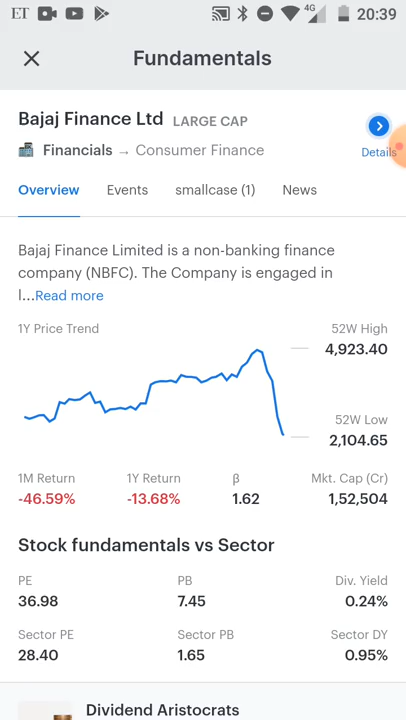 ET 4G 20:39
Fundamentals
Bajaj Finance Ltd LARGE CAP
Financials → Consumer Finance
Details
Overview Events smallcase (1) News
Bajaj Finance Limited is a non-banking finance
company (NBFC). The Company is engaged in
l...Read more
1Y Price Trend 52W High
4,923.40
52W Low
2,104.65
1M Return 1Y Return β Mkt. Cap (Cr)
-46.59% -13.68% 1.62 1,52,504
Stock fundamentals vs Sector
PE PB Div. Yield
36.98 7.45 0.24%
Sector PE Sector PB Sector DY
28.40 1.65 0.95%
Dividend Aristocrats